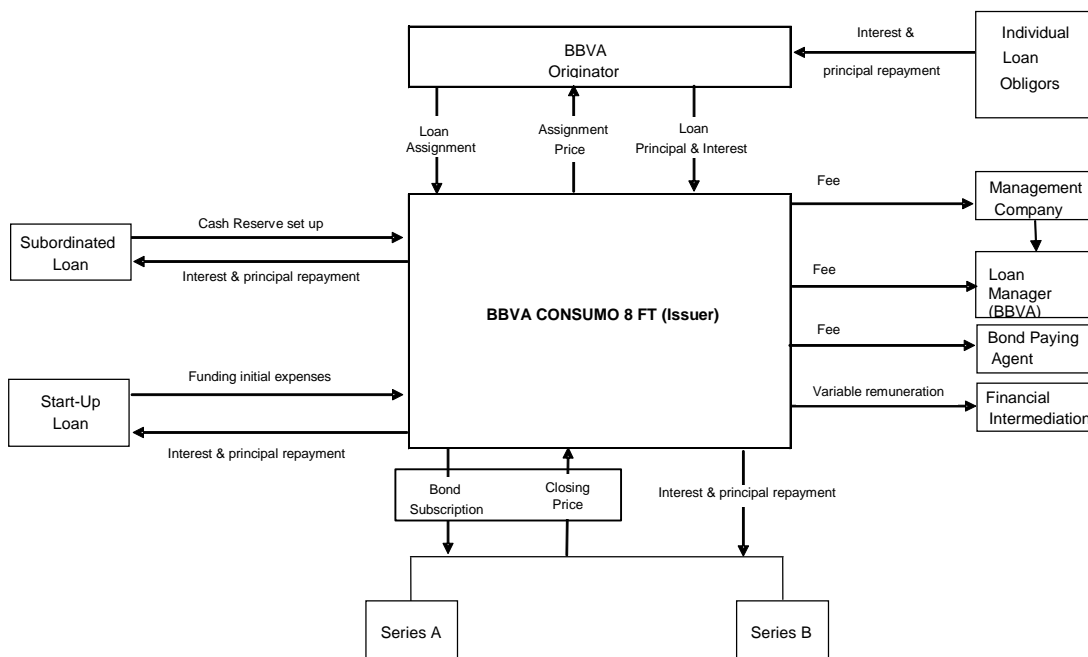 BBVA
Originator
Interest &
principal repayment
Individual
Loan
Obligors
Loan
Assignment
Assignment
Price
Loan
Principal & Interest
Fee
Management
Company
Cash Reserve set up
Subordinated
Loan
Interest & principal repayment
Fee
Loan
Manager
(BBVA)
BBVA CONSUMO 8 FT (Issuer)
Fee
Bond Paying
Agent
Funding initial expenses
Start-Up
Loan
Interest & principal repayment
Variable remuneration
Financial
Intermediation
Bond
Subscription
Closing
Price
Interest & principal repayment
Series A
Series B